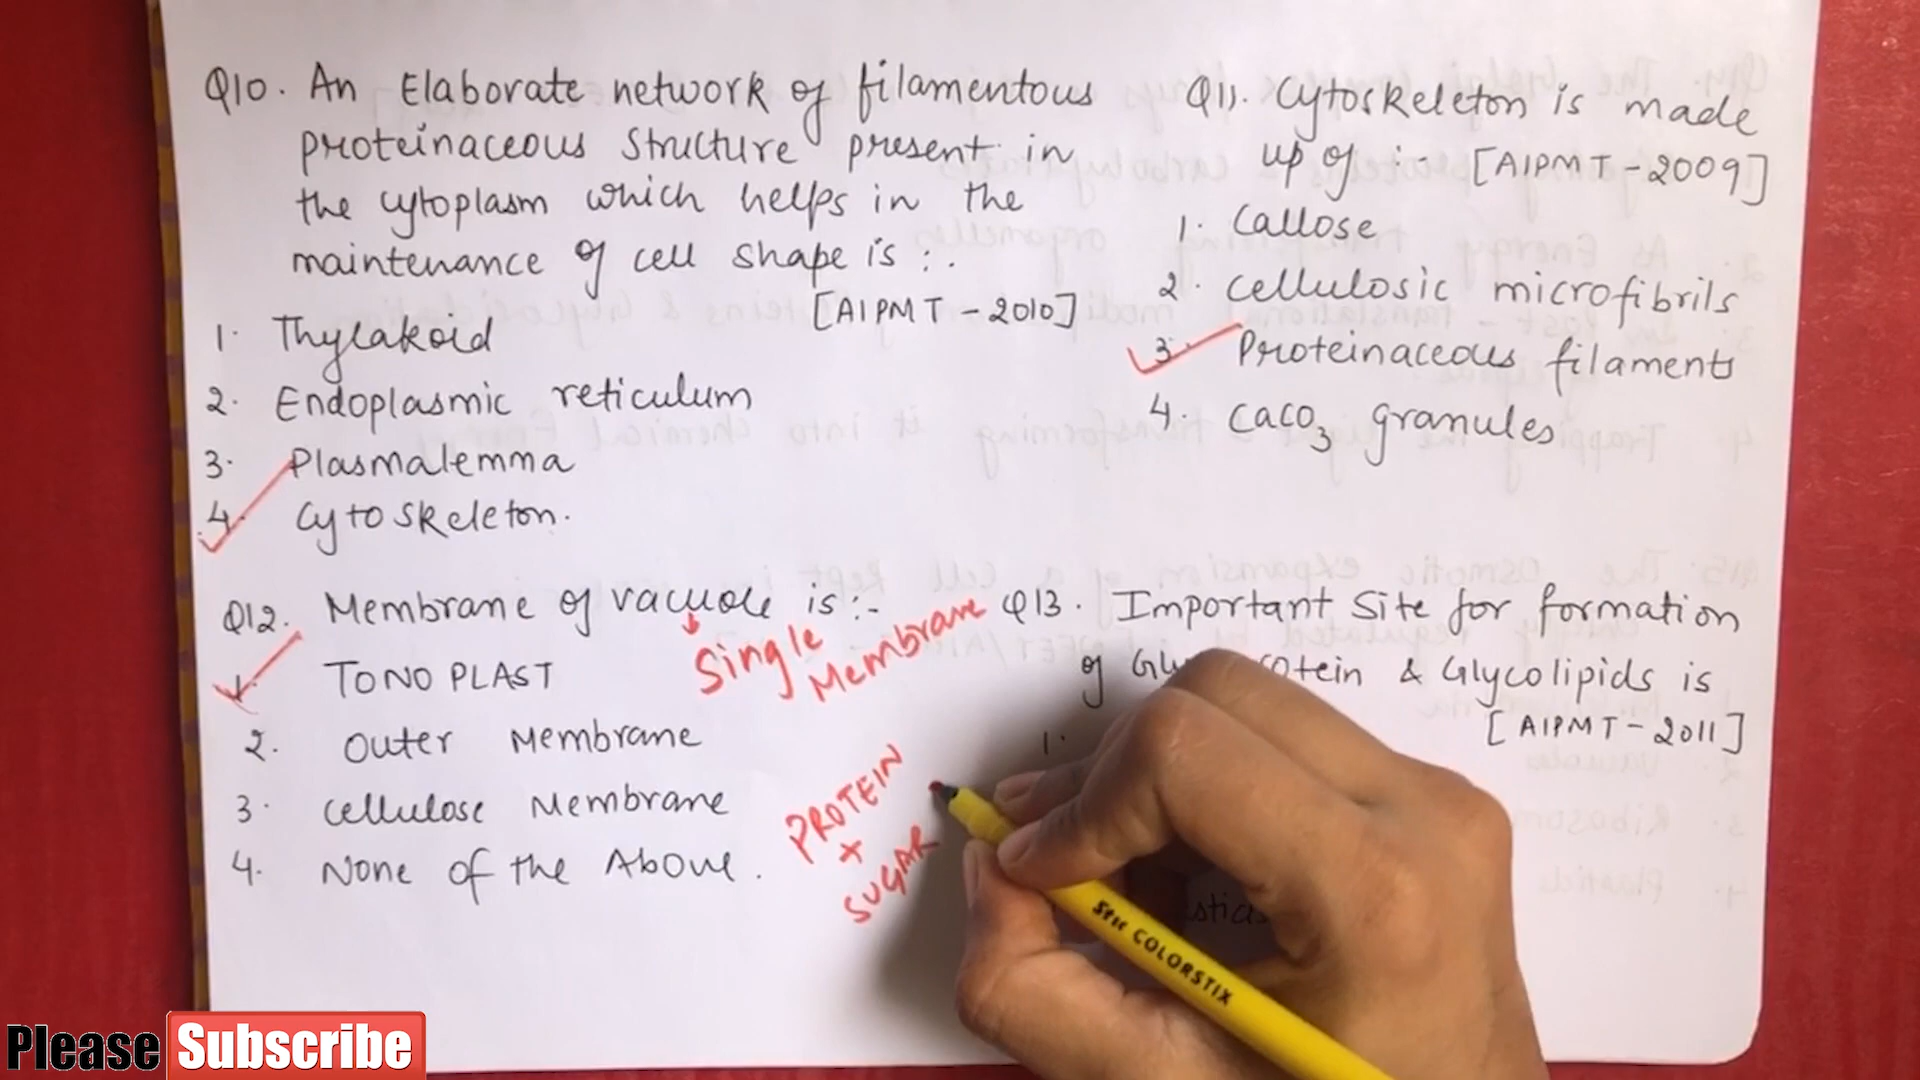 Q10. An Elaborate network of filamentous
proteinaceous Structure present in
the cytoplasm which helps in the
maintenance of cell shape is :.
[AIPMT - 2010]
1. Thylakoid
2. Endoplasmic reticulum
3. Plasmalemma
4. Cytoskeleton.
Q11. Cytoskeleton is made
up of :- [AIPMT - 2009]
1. Callose
2. Cellulosic microfibrils
3. Proteinaceous filaments
4. CaCO3 granules
Q12. Membrane of vacuole is :-
Single
Membrane
1. TONOPLAST
2. Outer Membrane
3. Cellulose Membrane
4. None of the Above.
PROTEIN
+
SUGAR
Q13. Important Site for formation
of & Glycolipids is
[AIPMT - 2011]
1.
Stic COLORSTIX
Please Subscribe